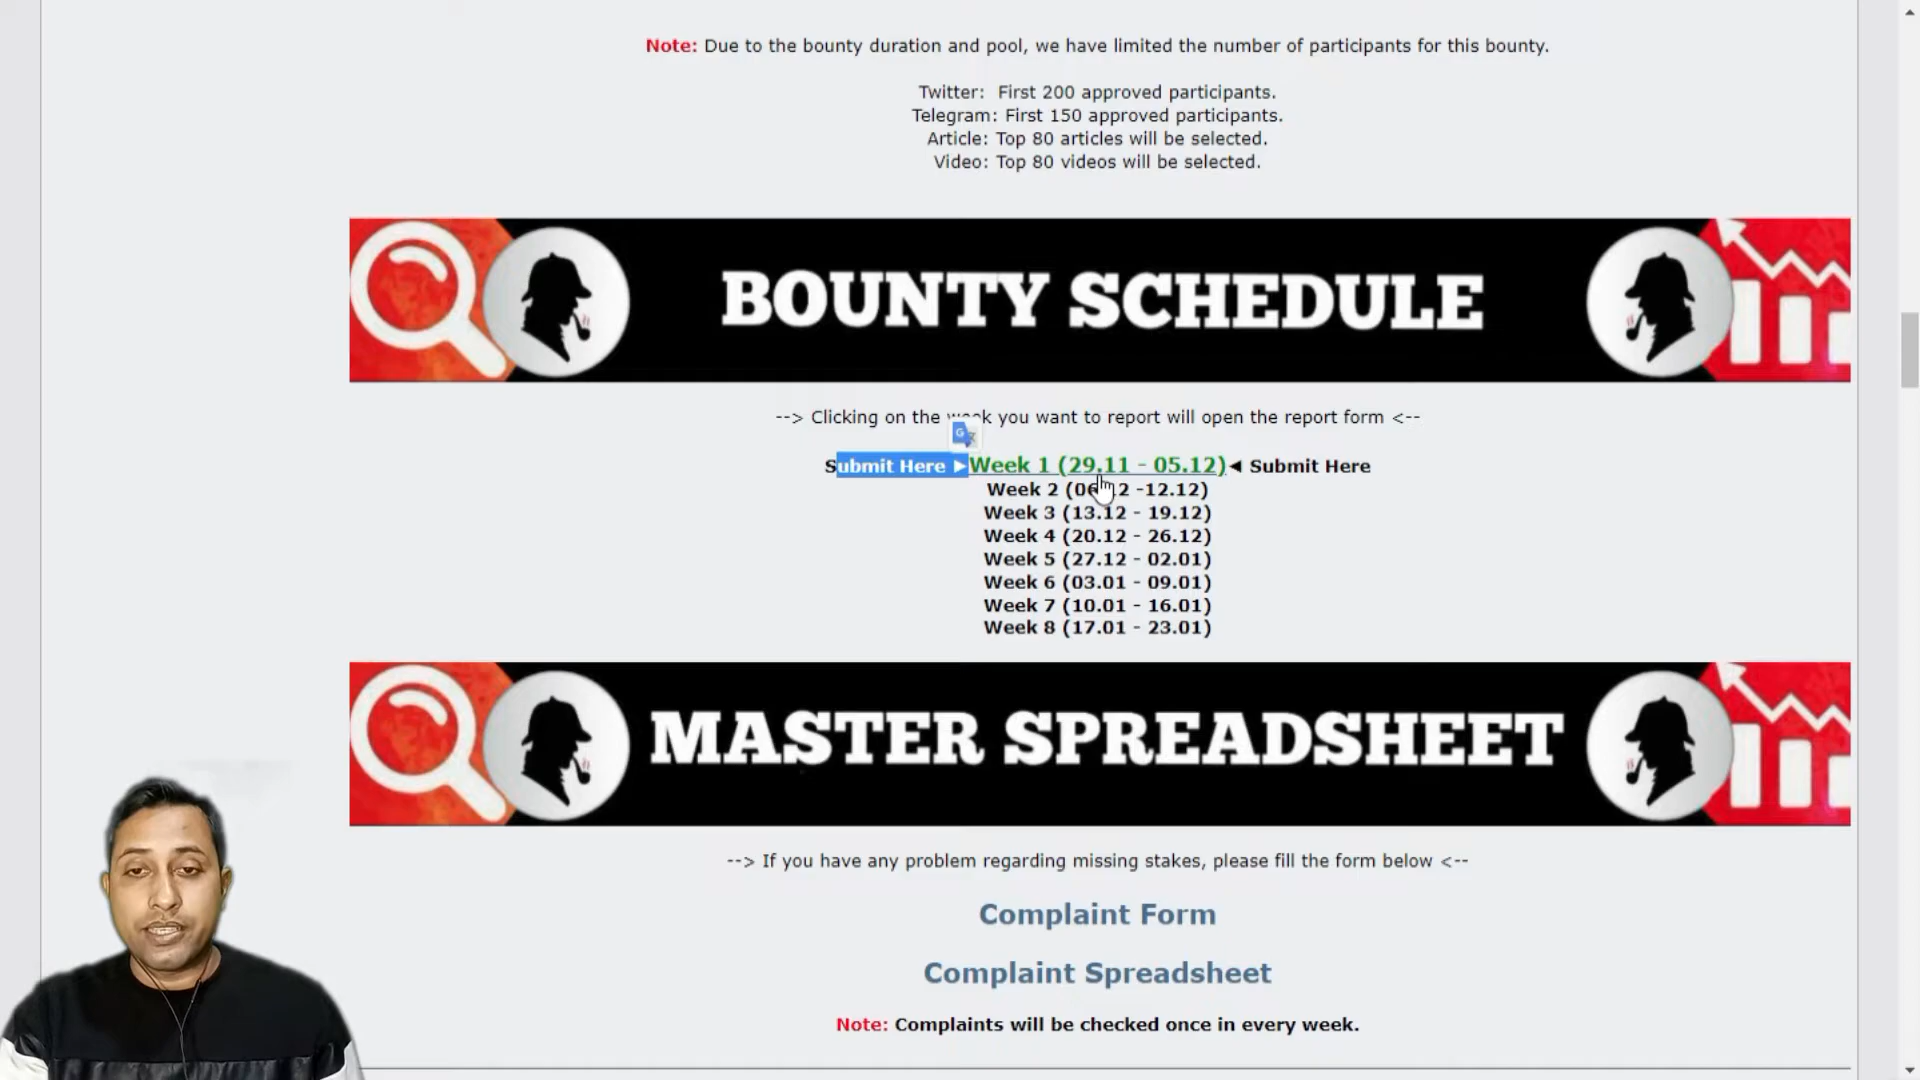 Note: Due to the bounty duration and pool, we have limited the number of participants for this bounty.
Twitter: First 200 approved participants.
Telegram: First 150 approved participants.
Article: Top 80 articles will be selected.
Video: Top 80 videos will be selected.
BOUNTY SCHEDULE
--> Clicking on the week you want to report will open the report form <--
Submit Here ►Week 1 (29.11 - 05.12)◄ Submit Here
Week 2 (06.12 -12.12)
Week 3 (13.12 - 19.12)
Week 4 (20.12 - 26.12)
Week 5 (27.12 - 02.01)
Week 6 (03.01 - 09.01)
Week 7 (10.01 - 16.01)
Week 8 (17.01 - 23.01)
MASTER SPREADSHEET
--> If you have any problem regarding missing stakes, please fill the form below <--
Complaint Form
Complaint Spreadsheet
Note: Complaints will be checked once in every week.